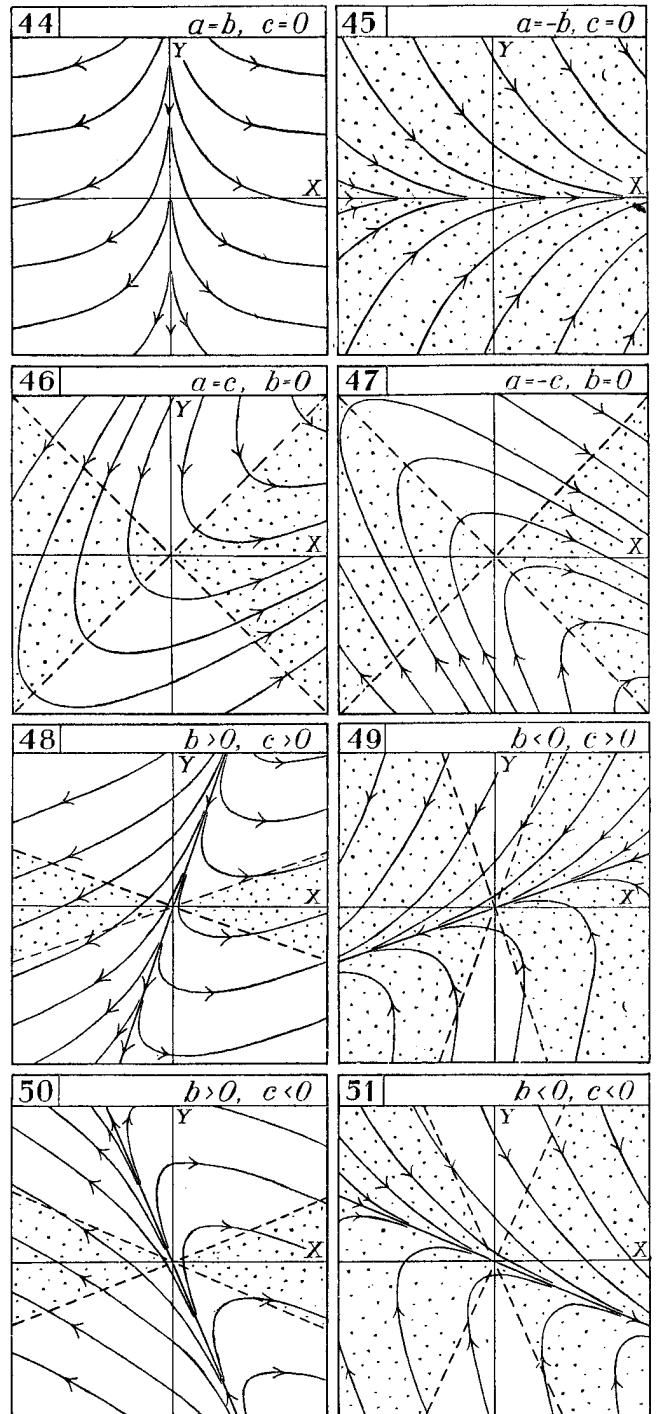 44 a=b, c=0
Y
X
45 a=-b, c=0
Y
X
46 a=c, b=0
Y
X
47 a=-c, b=0
Y
X
48 b>0, c>0
Y
X
49 b<0, c>0
Y
X
50 b>0, c<0
Y
X
51 b<0, c<0
Y
X